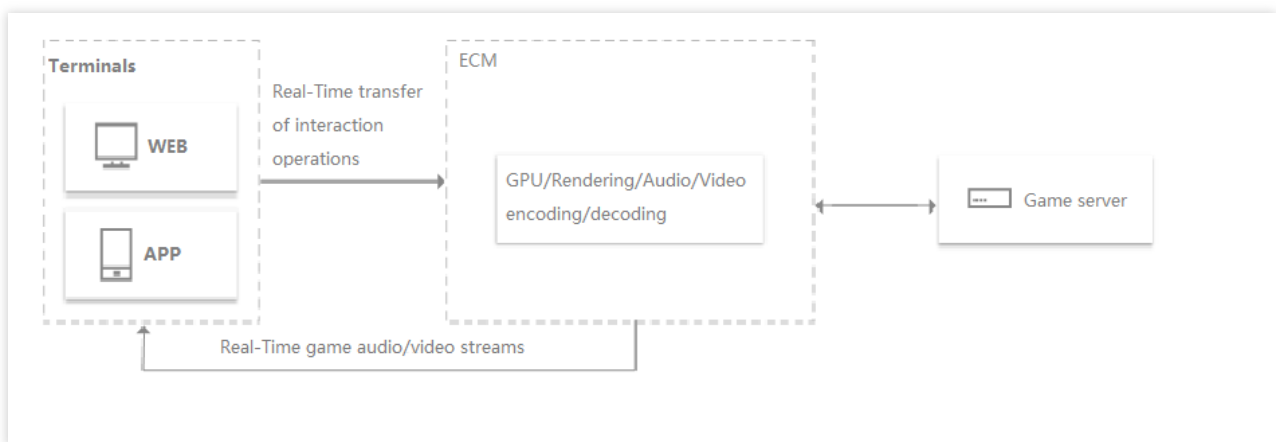 Terminals
WEB
APP
Real-Time transfer
of interaction
operations
ECM
GPU/Rendering/Audio/Video
encoding/decoding
Game server
Real-Time game audio/video streams